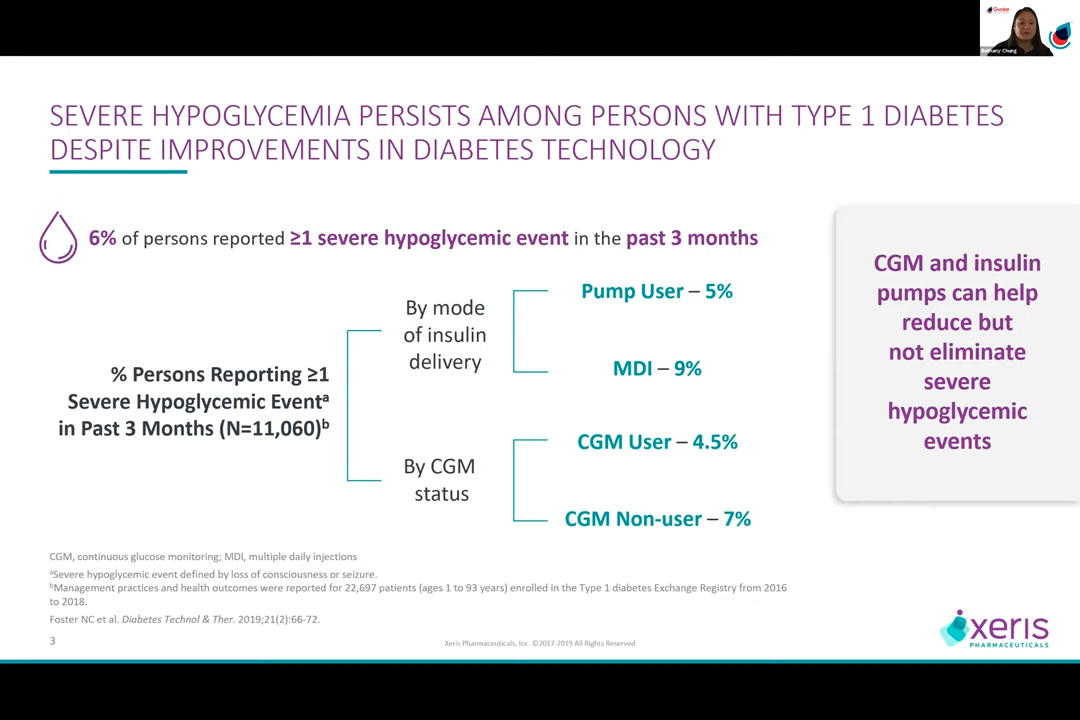 Gvoke
Bethany Chung
SEVERE HYPOGLYCEMIA PERSISTS AMONG PERSONS WITH TYPE 1 DIABETES
DESPITE IMPROVEMENTS IN DIABETES TECHNOLOGY
6% of persons reported ≥1 severe hypoglycemic event in the past 3 months
% Persons Reporting ≥1
Severe Hypoglycemic Eventᵃ
in Past 3 Months (N=11,060)ᵇ
By mode
of insulin
delivery
Pump User – 5%
MDI – 9%
By CGM
status
CGM User – 4.5%
CGM Non-user – 7%
CGM and insulin
pumps can help
reduce but
not eliminate
severe
hypoglycemic
events
CGM, continuous glucose monitoring; MDI, multiple daily injections
ᵃSevere hypoglycemic event defined by loss of consciousness or seizure.
ᵇManagement practices and health outcomes were reported for 22,697 patients (ages 1 to 93 years) enrolled in the Type 1 diabetes Exchange Registry from 2016
to 2018.
Foster NC et al. Diabetes Technol & Ther. 2019;21(2):66-72.
3
Xeris Pharmaceuticals, Inc. ©2017-2019 All Rights Reserved
xeris
PHARMACEUTICALS